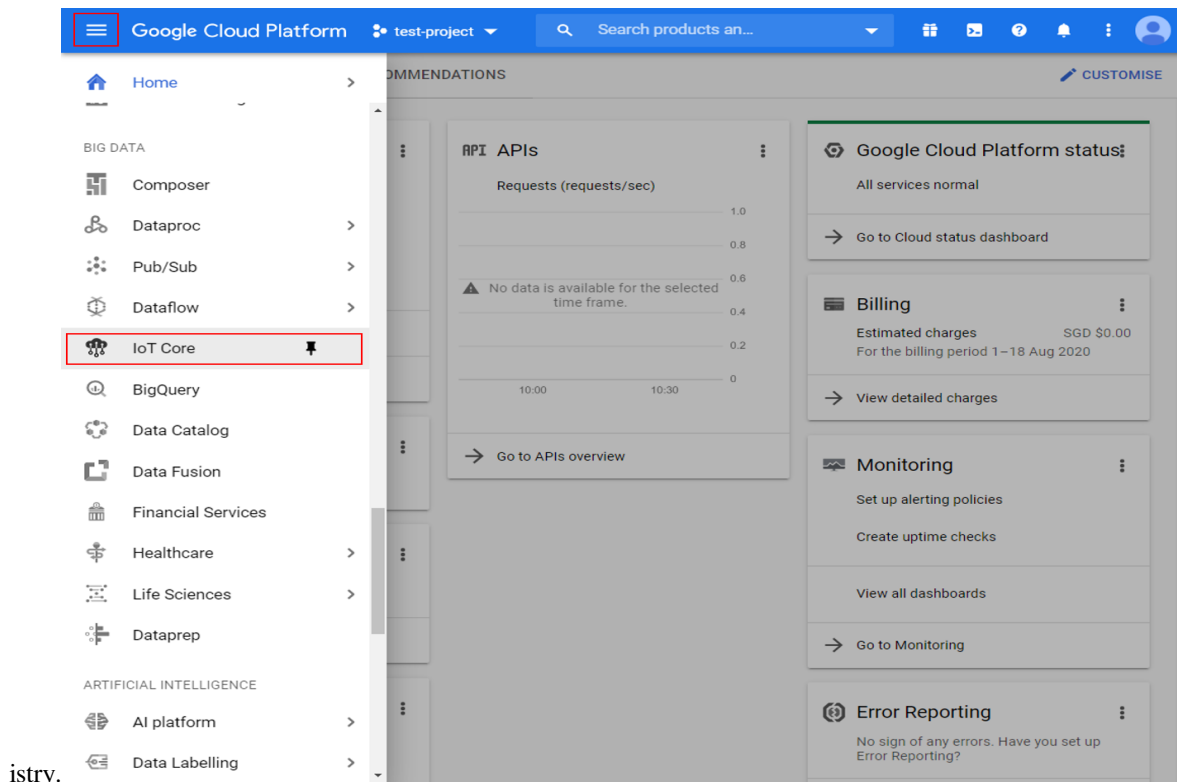 Google Cloud Platform
test-project
Search products an...
Home
OMMENDATIONS
CUSTOMISE
BIG DATA
Composer
Dataproc
Pub/Sub
Dataflow
IoT Core
BigQuery
Data Catalog
Data Fusion
Financial Services
Healthcare
Life Sciences
Dataprep
ARTIFICIAL INTELLIGENCE
AI platform
Data Labelling
API APIs
Requests (requests/sec)
1.0
0.8
0.6
No data is available for the selected
time frame.
0.4
0.2
0
10:00 10:30
Go to APIs overview
Google Cloud Platform status
All services normal
Go to Cloud status dashboard
Billing
Estimated charges SGD $0.00
For the billing period 1–18 Aug 2020
View detailed charges
Monitoring
Set up alerting policies
Create uptime checks
View all dashboards
Go to Monitoring
Error Reporting
No sign of any errors. Have you set up
Error Reporting?
istry.